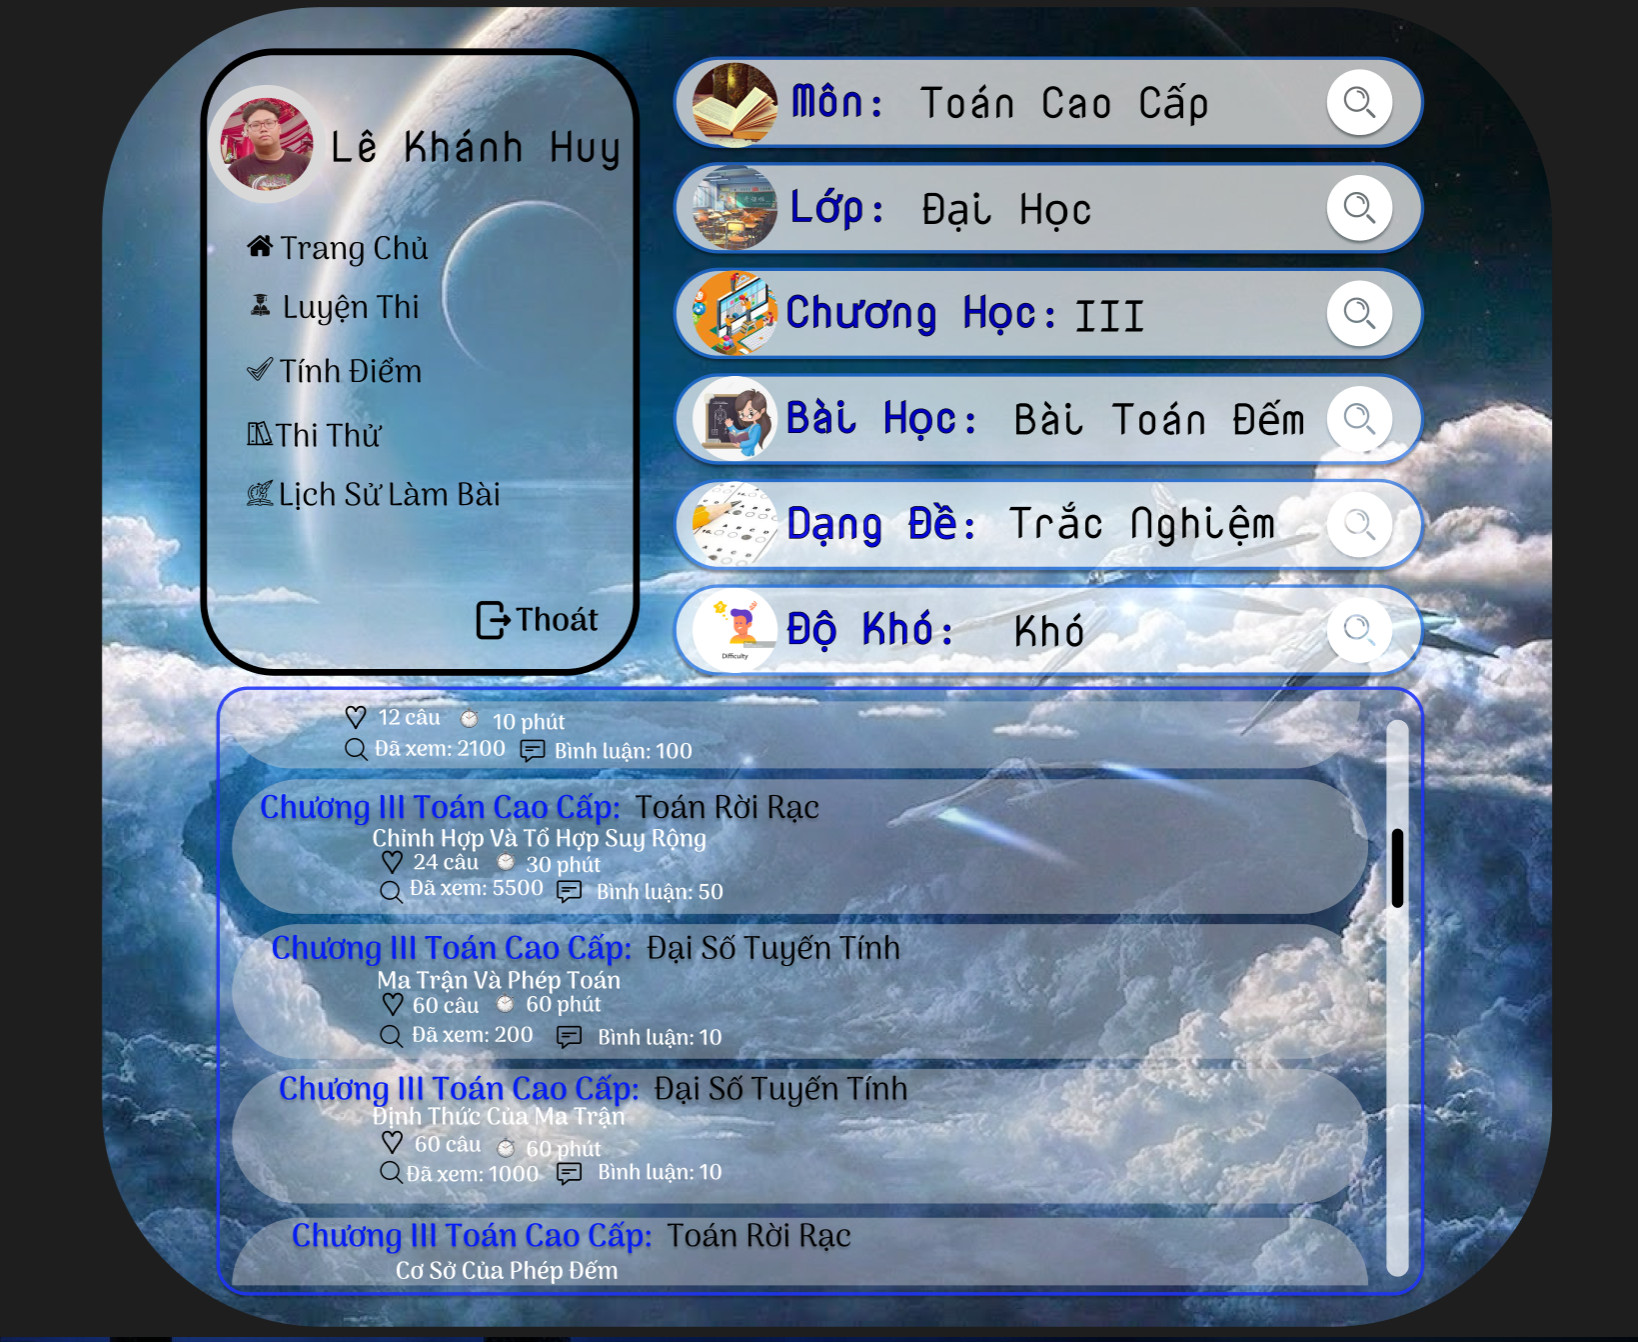 Lê Khánh Huy
Trang Chủ
Luyện Thi
Tính Điểm
Thi Thử
Lịch Sử Làm Bài
Thoát
Môn: Toán Cao Cấp
Lớp: Đại Học
Chương Học: III
Bài Học: Bài Toán Đếm
Dạng Đề: Trắc Nghiệm
Difficulty
Độ Khó: Khó
12 câu 10 phút
Đã xem: 2100 Bình luận: 100
Chương III Toán Cao Cấp: Toán Rời Rạc
Chỉnh Hợp Và Tổ Hợp Suy Rộng
24 câu 30 phút
Đã xem: 5500 Bình luận: 50
Chương III Toán Cao Cấp: Đại Số Tuyến Tính
Ma Trận Và Phép Toán
60 câu 60 phút
Đã xem: 200 Bình luận: 10
Chương III Toán Cao Cấp: Đại Số Tuyến Tính
Định Thức Của Ma Trận
60 câu 60 phút
Đã xem: 1000 Bình luận: 10
Chương III Toán Cao Cấp: Toán Rời Rạc
Cơ Sở Của Phép Đếm